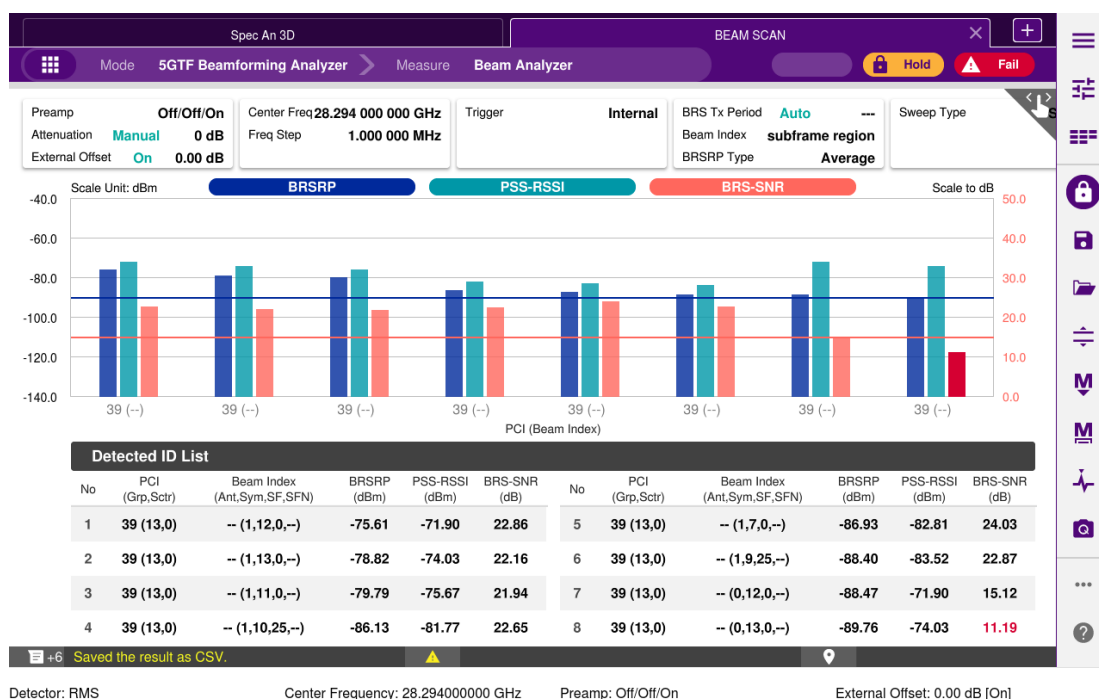 Spec An 3D
BEAM SCAN
Mode 5GTF Beamforming Analyzer Measure Beam Analyzer
Hold
Fail
Preamp Off/Off/On
Attenuation Manual 0 dB
External Offset On 0.00 dB
Center Freq 28.294 000 000 GHz
Freq Step 1.000 000 MHz
Trigger Internal
BRS Tx Period Auto ---
Beam Index subframe region
BRSRP Type Average
Sweep Type S
Scale Unit: dBm
BRSRP
PSS-RSSI
BRS-SNR
Scale to dB
-40.0 50.0
-60.0 40.0
-80.0 30.0
-100.0 20.0
-120.0 10.0
-140.0 0.0
39 (--) 39 (--) 39 (--) 39 (--) 39 (--) 39 (--) 39 (--) 39 (--)
PCI (Beam Index)
Detected ID List
No PCI Beam Index BRSRP PSS-RSSI BRS-SNR No PCI Beam Index BRSRP PSS-RSSI BRS-SNR
(Grp,Sctr) (Ant,Sym,SF,SFN) (dBm) (dBm) (dB) (Grp,Sctr) (Ant,Sym,SF,SFN) (dBm) (dBm) (dB)
1 39 (13,0) -- (1,12,0,--) -75.61 -71.90 22.86 5 39 (13,0) -- (1,7,0,--) -86.93 -82.81 24.03
2 39 (13,0) -- (1,13,0,--) -78.82 -74.03 22.16 6 39 (13,0) -- (1,9,25,--) -88.40 -83.52 22.87
3 39 (13,0) -- (1,11,0,--) -79.79 -75.67 21.94 7 39 (13,0) -- (0,12,0,--) -88.47 -71.90 15.12
4 39 (13,0) -- (1,10,25,--) -86.13 -81.77 22.65 8 39 (13,0) -- (0,13,0,--) -89.76 -74.03 11.19
+6 Saved the result as CSV.
Detector: RMS Center Frequency: 28.294000000 GHz Preamp: Off/Off/On External Offset: 0.00 dB [On]